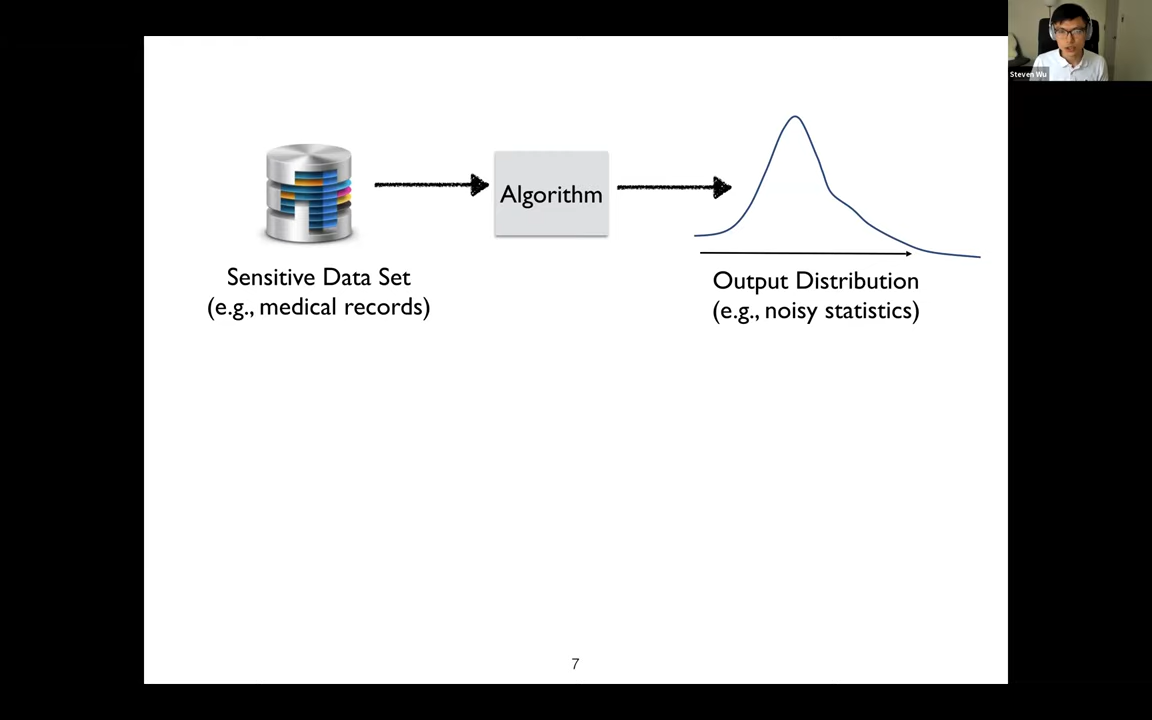 Steven Wu
Algorithm
Sensitive Data Set
(e.g., medical records)
Output Distribution
(e.g., noisy statistics)
7